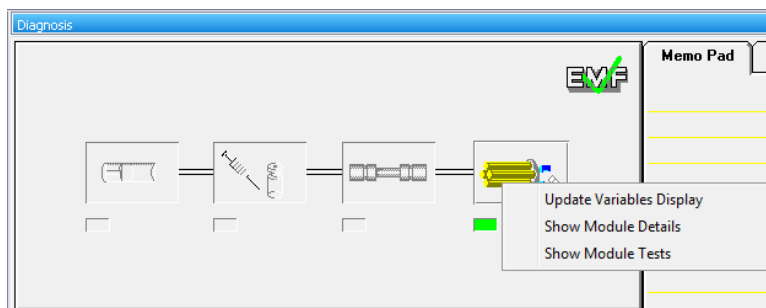 Diagnosis
EMF
Memo Pad
Update Variables Display
Show Module Details
Show Module Tests